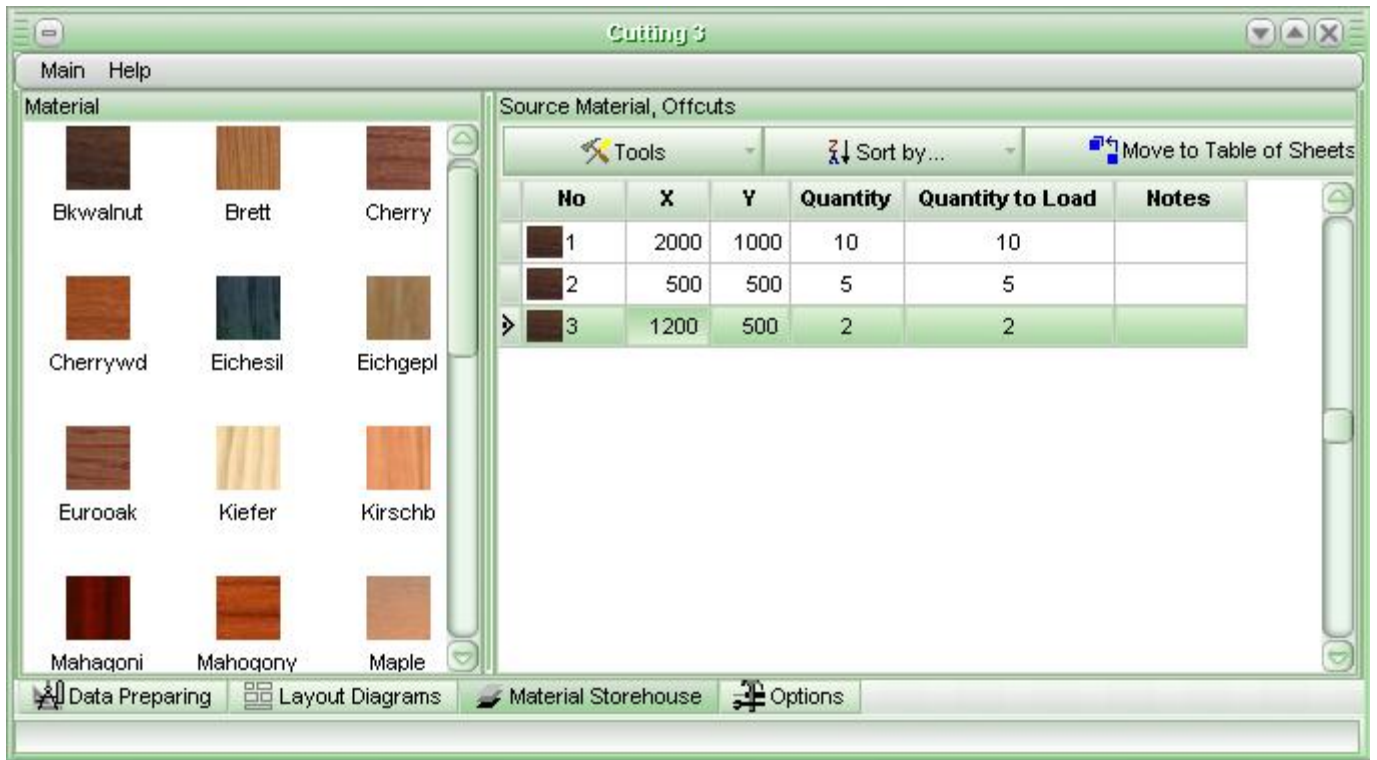 Cutting 3
Main Help
Material
Bkwalnut Brett Cherry
Cherrywd Eichesil Eichgepl
Eurooak Kiefer Kirschb
Mahagoni Mahogony Maple
Source Material, Offcuts
Tools Sort by... Move to Table of Sheets
No X Y Quantity Quantity to Load Notes
1 2000 1000 10 10
2 500 500 5 5
3 1200 500 2 2
Data Preparing Layout Diagrams Material Storehouse Options